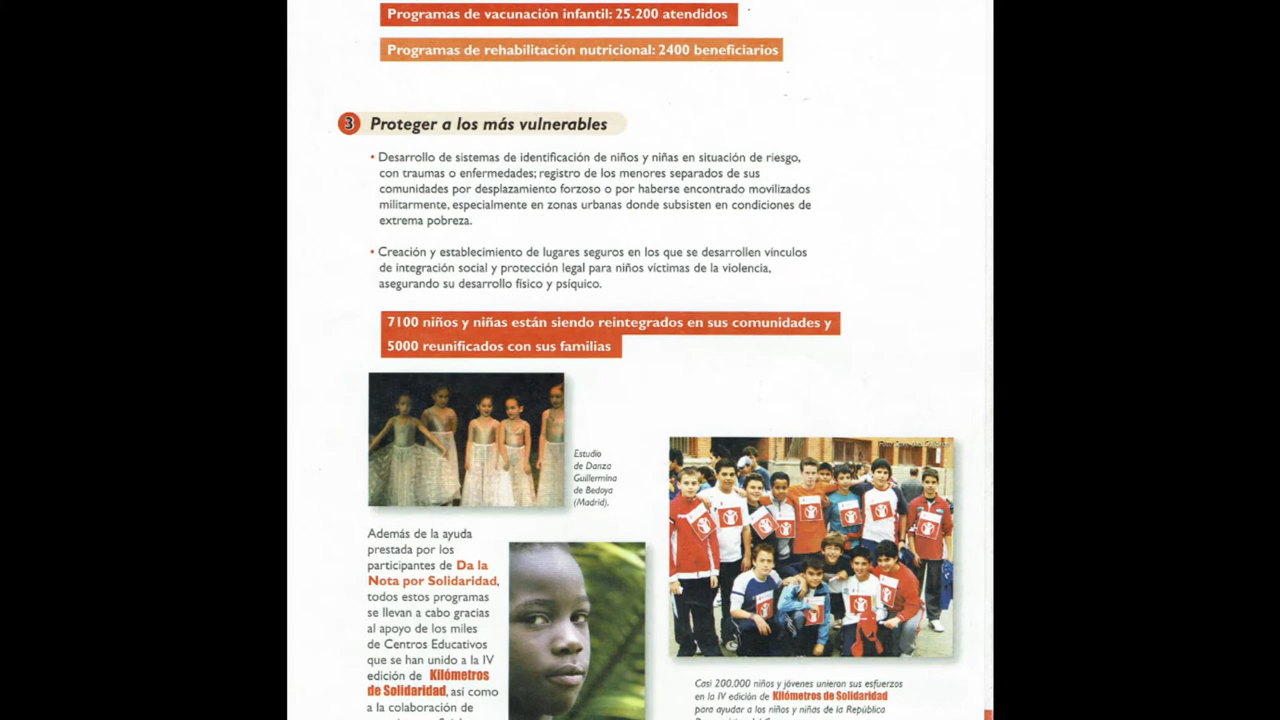 Programas de vacunación infantil: 25.200 atendidos
Programas de rehabilitación nutricional: 2400 beneficiarios
3 Proteger a los más vulnerables
• Desarrollo de sistemas de identificación de niños y niñas en situación de riesgo,
con traumas o enfermedades; registro de los menores separados de sus
comunidades por desplazamiento forzoso o por haberse encontrado movilizados
militarmente, especialmente en zonas urbanas donde subsisten en condiciones de
extrema pobreza.
• Creación y establecimiento de lugares seguros en los que se desarrollen vínculos
de integración social y protección legal para niños víctimas de la violencia,
asegurando su desarrollo físico y psíquico.
7100 niños y niñas están siendo reintegrados en sus comunidades y
5000 reunificados con sus familias
Estudio
de Danza
Guillermina
de Bedoya
(Madrid).
Además de la ayuda
prestada por los
participantes de Da la
Nota por Solidaridad,
todos estos programas
se llevan a cabo gracias
al apoyo de los miles
de Centros Educativos
que se han unido a la IV
edición de Kilómetros
de Solidaridad, así como
a la colaboración de
Casi 200.000 niños y jóvenes unieron sus esfuerzos
en la IV edición de Kilómetros de Solidaridad
para ayudar a los niños y niñas de la República